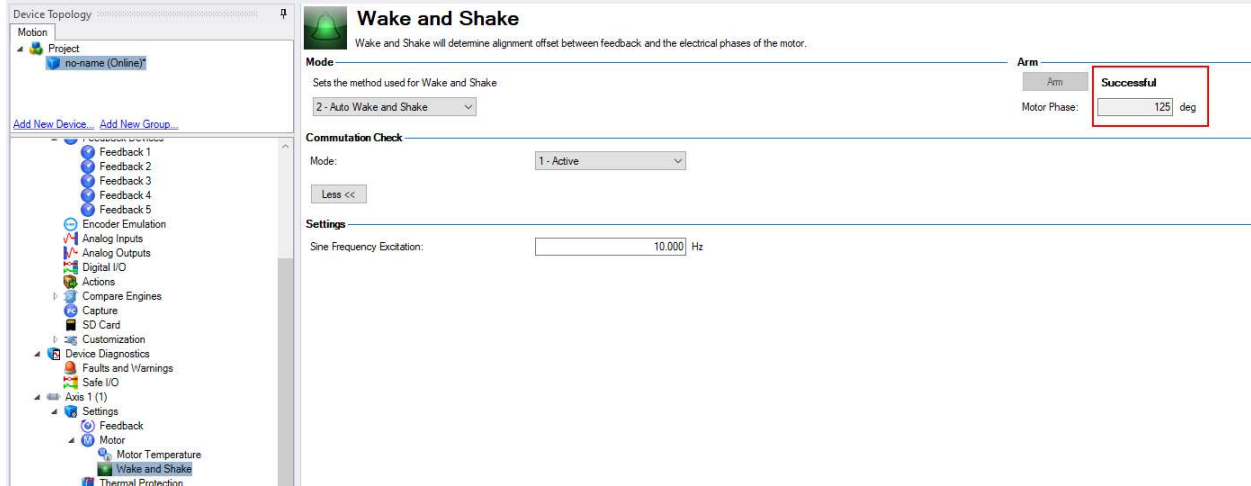 Device Topology
Motion
Project
no-name (Online)*
Add New Device... Add New Group...
Feedback Devices
Feedback 1
Feedback 2
Feedback 3
Feedback 4
Feedback 5
Encoder Emulation
Analog Inputs
Analog Outputs
Digital I/O
Actions
Compare Engines
Capture
SD Card
Customization
Device Diagnostics
Faults and Warnings
Safe I/O
Axis 1 (1)
Settings
Feedback
Motor
Motor Temperature
Wake and Shake
Thermal Protection
Wake and Shake
Wake and Shake will determine alignment offset between feedback and the electrical phases of the motor.
Mode
Sets the method used for Wake and Shake
2 - Auto Wake and Shake
Arm
Arm Successful
Motor Phase: 125 deg
Commutation Check
Mode: 1 - Active
Less <<
Settings
Sine Frequency Excitation: 10.000 Hz